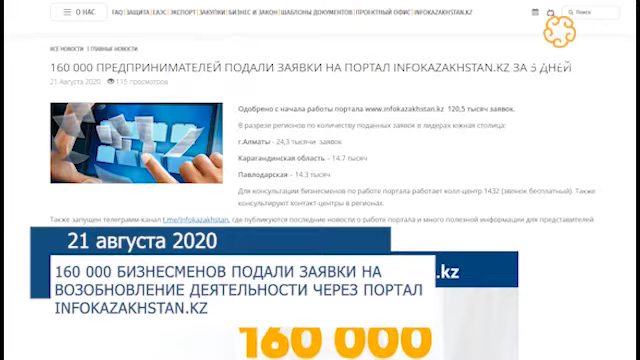 О НАС
FAQ ЗАЩИТА ЕАЭС ЭКСПОРТ ЗАКУПКИ БИЗНЕС И ЗАКОН ШАБЛОНЫ ДОКУМЕНТОВ ПРОЕКТНЫЙ ОФИС INFOKAZAKHSTAN.KZ
Поиск
ВСЕ НОВОСТИ ГЛАВНЫЕ НОВОСТИ
160 000 ПРЕДПРИНИМАТЕЛЕЙ ПОДАЛИ ЗАЯВКИ НА ПОРТАЛ INFOKAZAKHSTAN.KZ ЗА 5 ДНЕЙ
21 Августа 2020 115 просмотров
Одобрено с начала работы портала www.infokazakhstan.kz 120,5 тысяч заявок.
В разрезе регионов по количеству поданных заявок в лидерах южная столица:
г.Алматы - 24,3 тысячи заявок
Карагандинская область – 14.7 тысяч
Павлодарская – 14.3 тысяч
Для консультации бизнесменов по работе портала работает колл-центр 1432 (звонок бесплатный). Также
консультируют контакт-центры в регионах.
Также запущен телеграмм-канал t.me/infokazakhstan, где публикуются последние новости о работе портала и много полезной информации для представителей
21 августа 2020
.kz
160 000 БИЗНЕСМЕНОВ ПОДАЛИ ЗАЯВКИ НА
ВОЗОБНОВЛЕНИЕ ДЕЯТЕЛЬНОСТИ ЧЕРЕЗ ПОРТАЛ
INFOKAZAKHSTAN.KZ
160 000